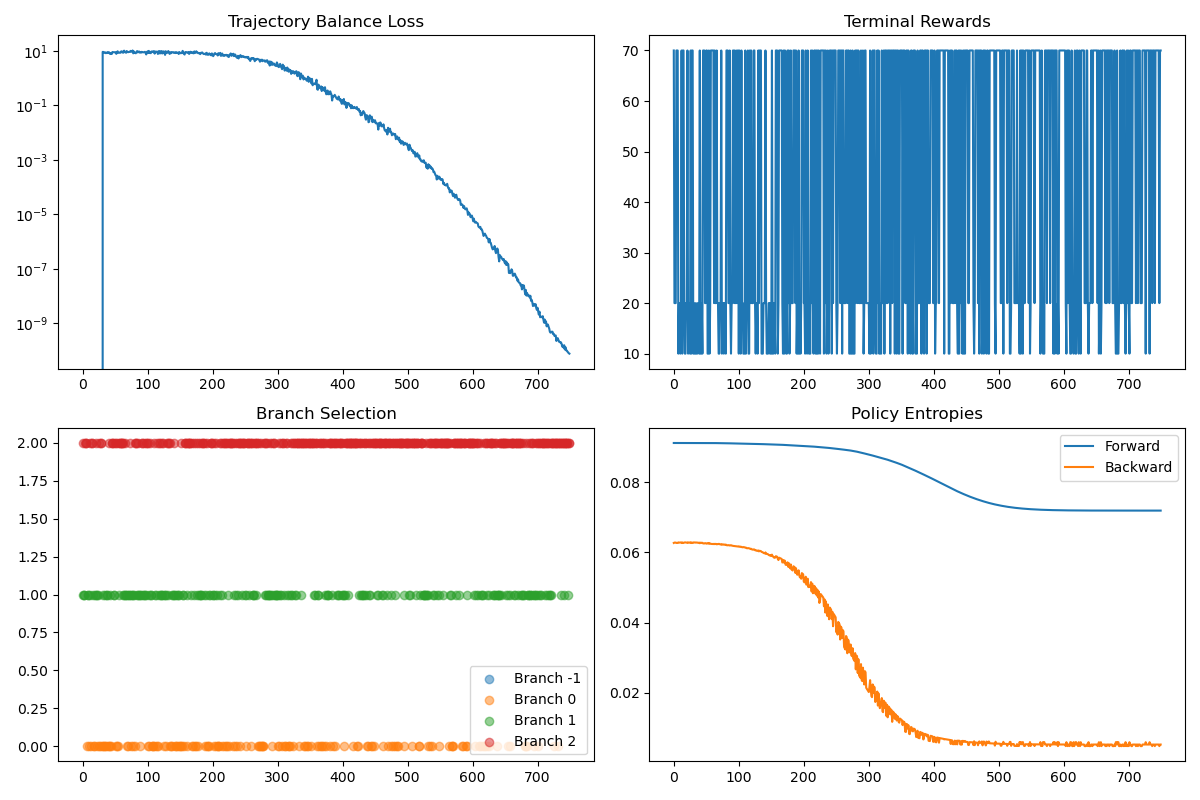 Trajectory Balance Loss
10¹
10⁻¹
10⁻³
10⁻⁵
10⁻⁷
10⁻⁹
0 100 200 300 400 500 600 700
Terminal Rewards
70
60
50
40
30
20
10
0 100 200 300 400 500 600 700
Branch Selection
2.00
1.75
1.50
1.25
1.00
0.75
0.50
0.25
0.00
Branch -1
Branch 0
Branch 1
Branch 2
0 100 200 300 400 500 600 700
Policy Entropies
0.08
0.06
0.04
0.02
Forward
Backward
0 100 200 300 400 500 600 700